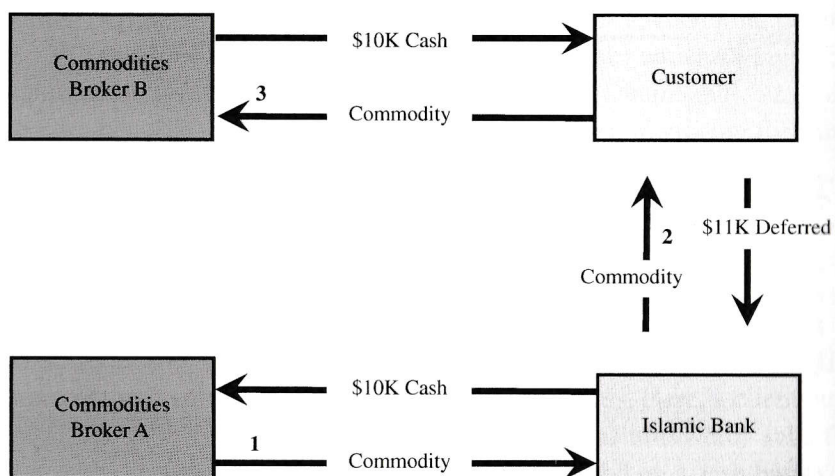 Commodities
Broker B
$10K Cash
3
Commodity
Customer
2
Commodity
$11K Deferred
Commodities
Broker A
$10K Cash
1
Commodity
Islamic Bank